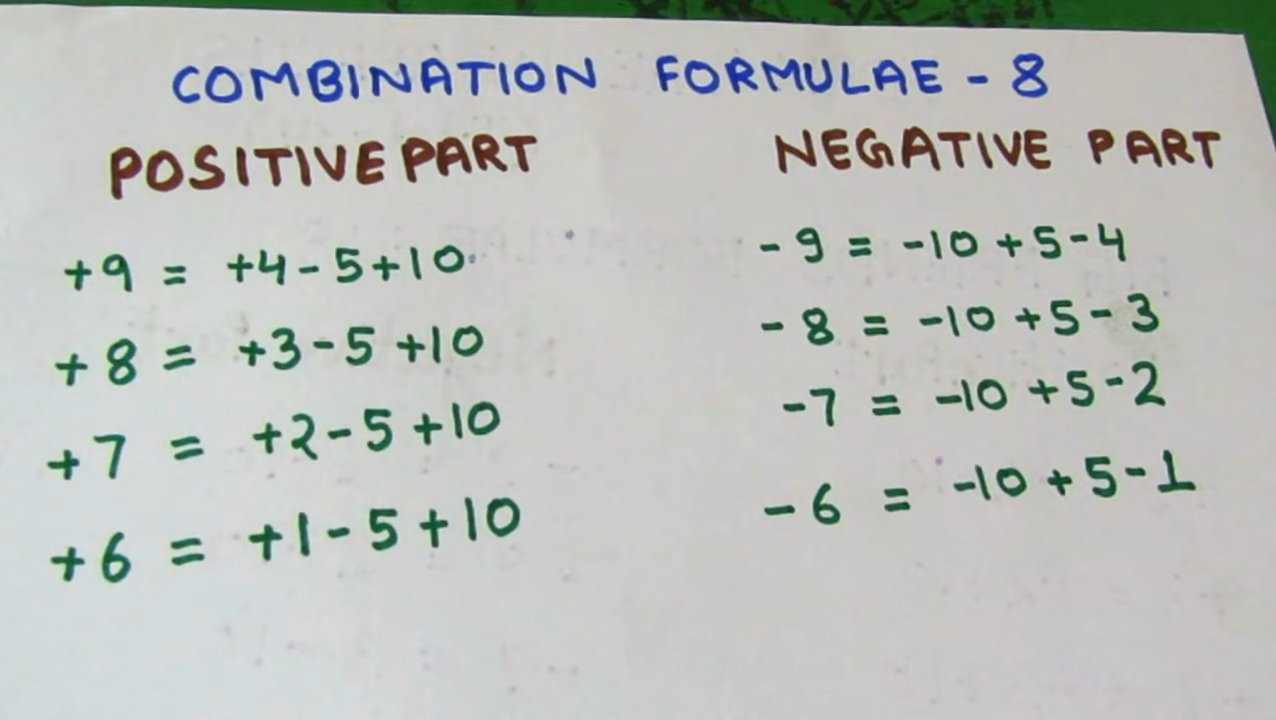 COMBINATION FORMULAE - 8
POSITIVE PART
+9 = +4-5+10
+8 = +3-5+10
+7 = +2-5+10
+6 = +1-5+10
NEGATIVE PART
-9 = -10+5-4
-8 = -10+5-3
-7 = -10+5-2
-6 = -10+5-1